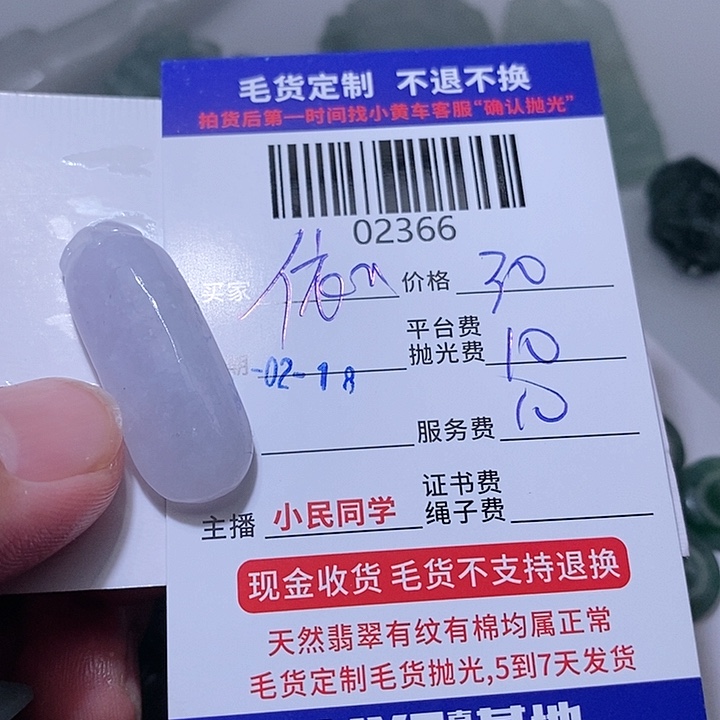 毛货定制 不退不换
拍货后第一时间找小黄车客服“确认抛光”
02366
买家 价格 30
平台费
抛光费 10
期 -02-18
10
服务费
证书费
主播 小民同学 绳子费
现金收货 毛货不支持退换
天然翡翠有纹有棉均属正常
毛货定制毛货抛光,5到7天发货
基地